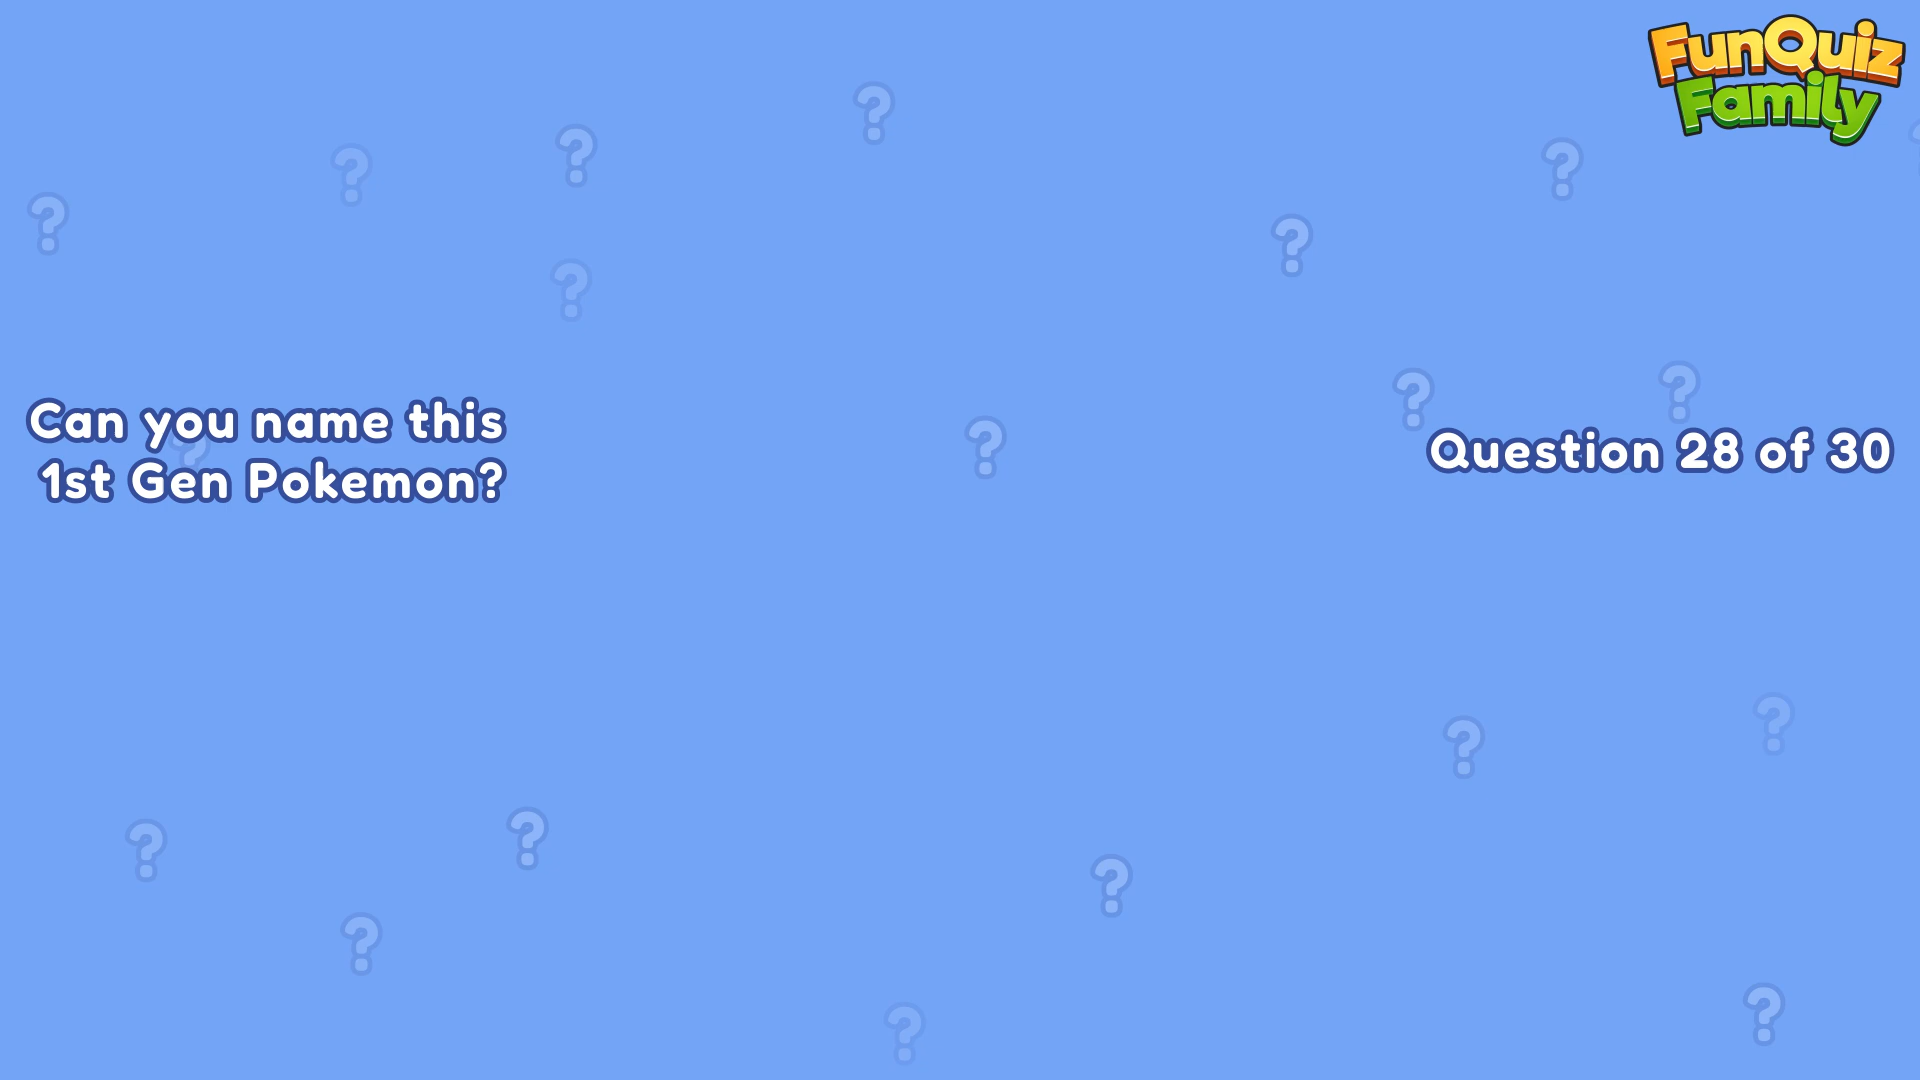 FunQuiz
Family
Can you name this
1st Gen Pokemon?
Question 28 of 30